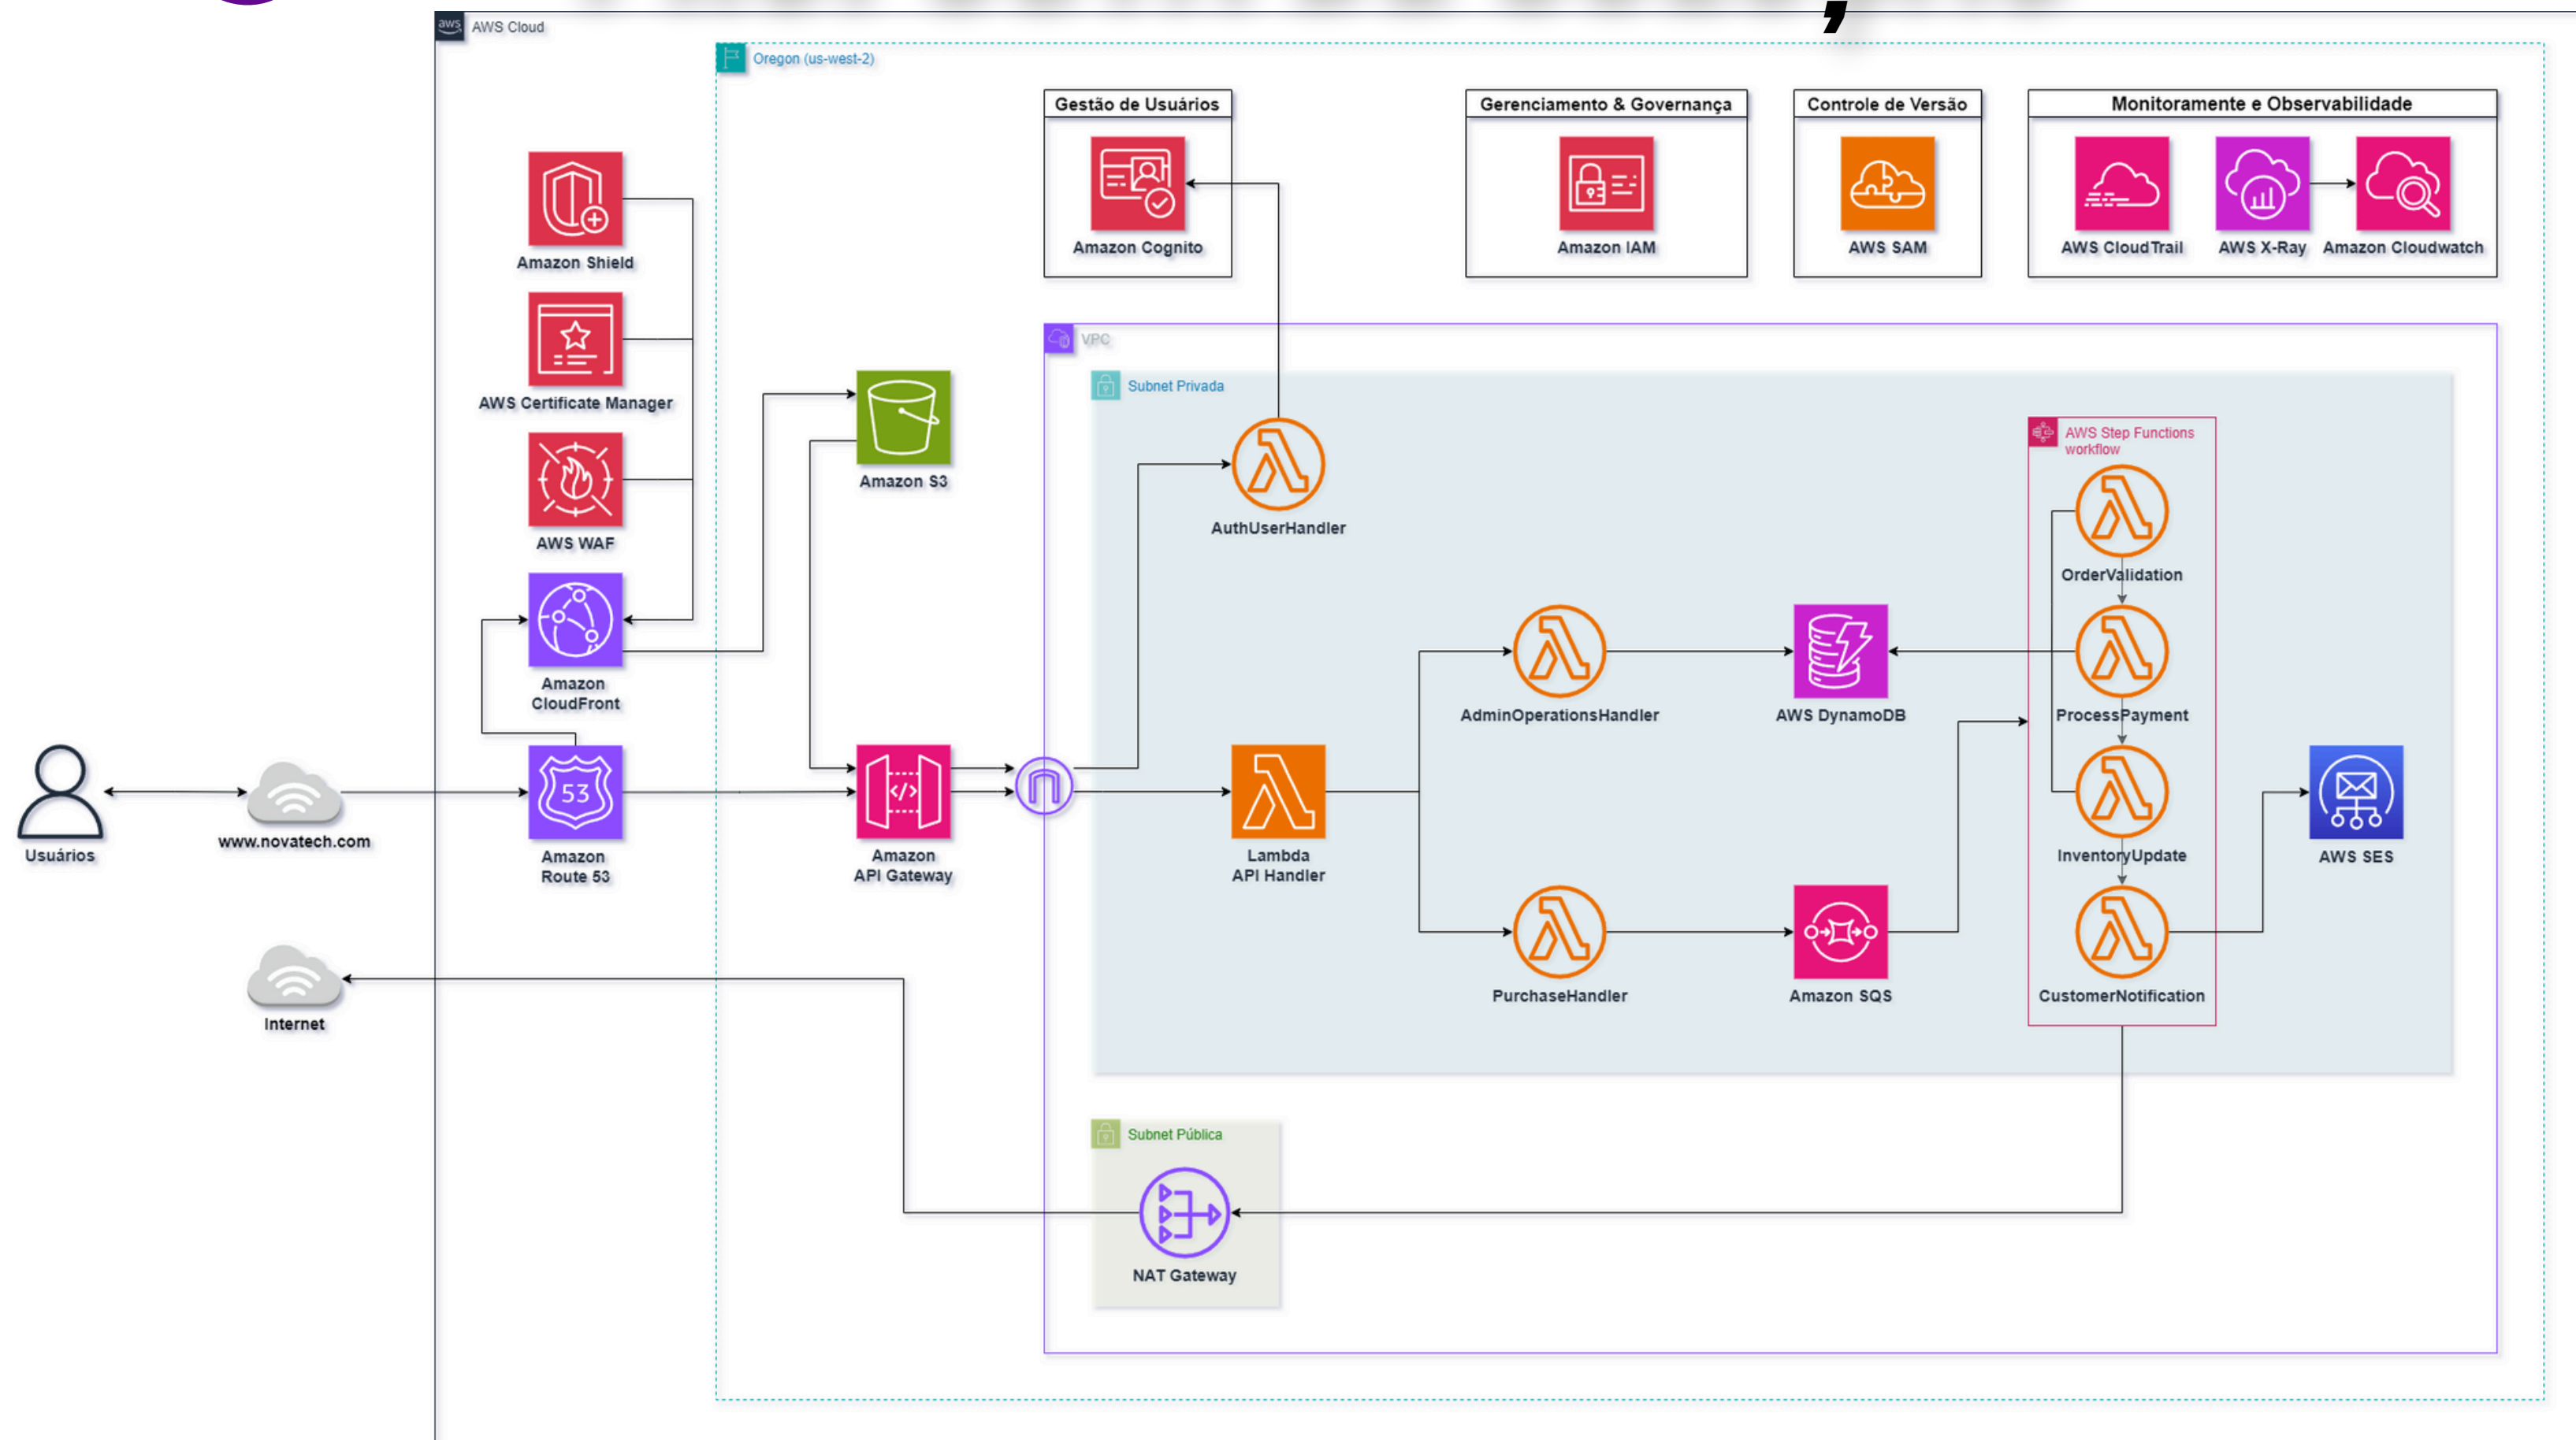 aws
AWS Cloud
Oregon (us-west-2)
Gestão de Usuários
Amazon Cognito
Gerenciamento & Governança
Amazon IAM
Controle de Versão
AWS SAM
Monitoramente e Observabilidade
AWS CloudTrail
AWS X-Ray
Amazon Cloudwatch
Amazon Shield
AWS Certificate Manager
AWS WAF
Amazon
CloudFront
53
Amazon
Route 53
Usuários
www.novatech.com
Internet
Amazon S3
</>
Amazon
API Gateway
VPC
Subnet Privada
AuthUserHandler
Lambda
API Handler
AdminOperationsHandler
PurchaseHandler
AWS DynamoDB
Amazon SQS
AWS Step Functions
workflow
OrderValidation
ProcessPayment
InventoryUpdate
CustomerNotification
AWS SES
Subnet Pública
NAT Gateway